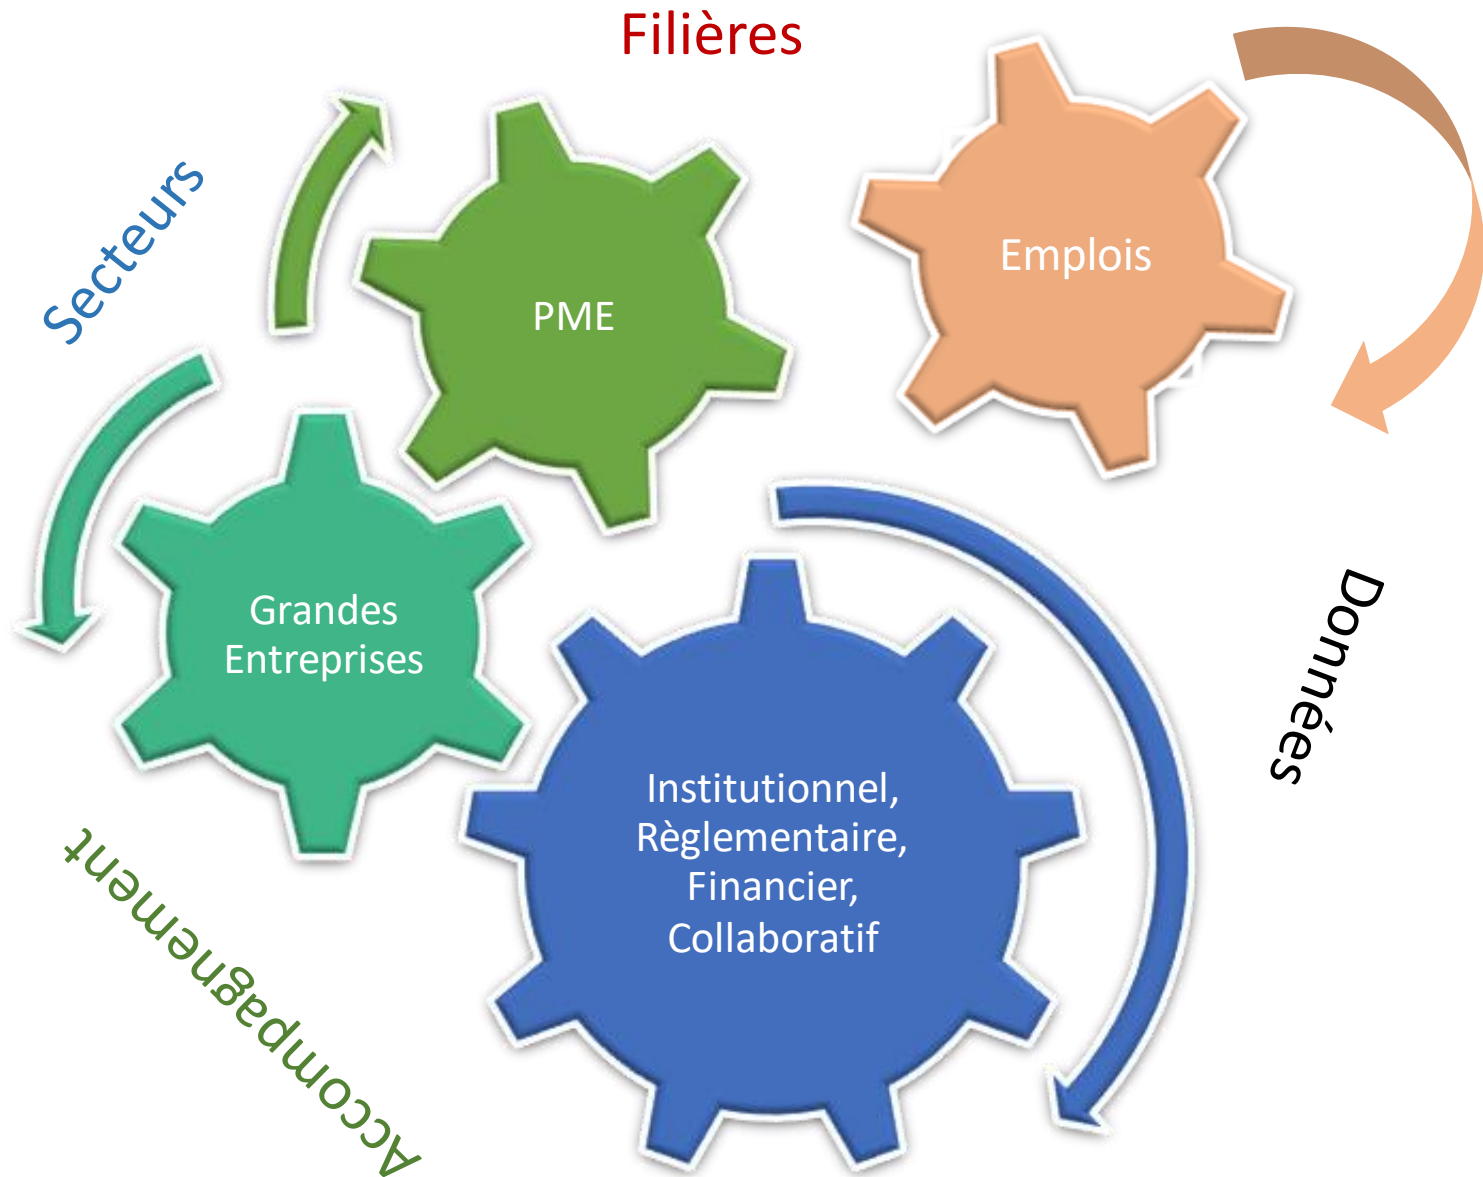 Filières
Secteurs
Emplois
PME
Grandes
Entreprises
Données
Institutionnel,
Règlementaire,
Financier,
Collaboratif
Accompagnement